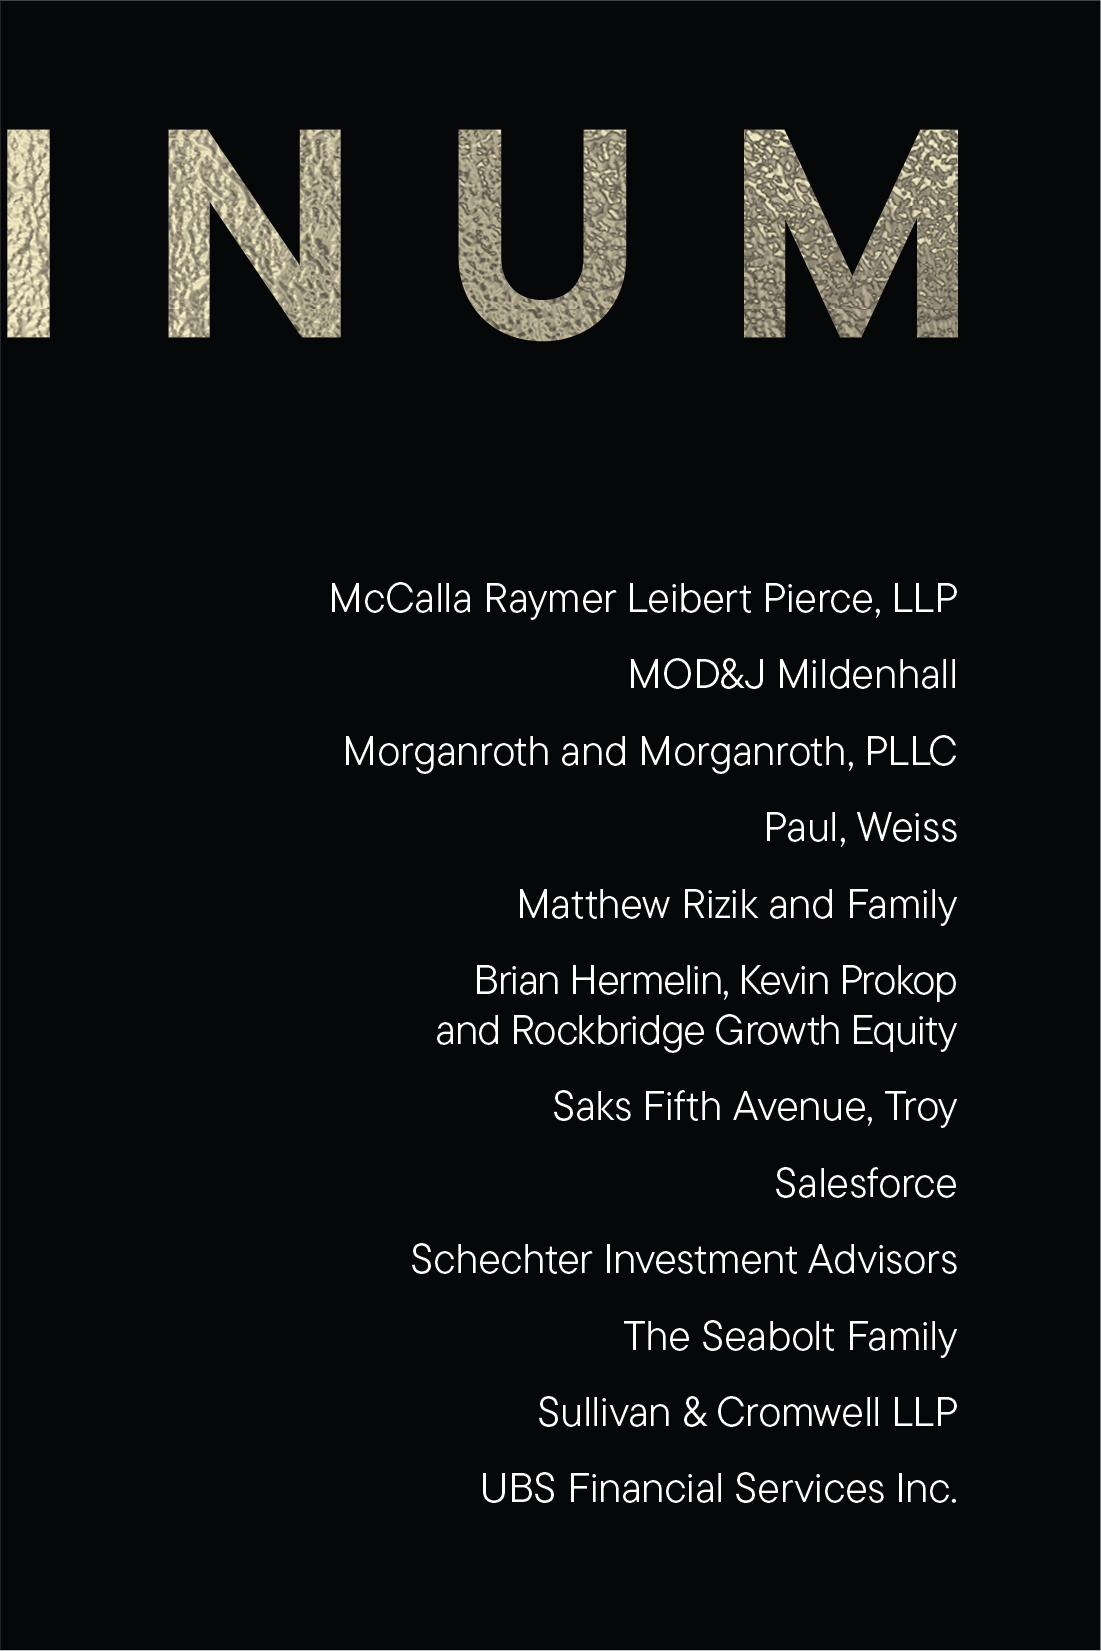 INUM
McCalla Raymer Leibert Pierce, LLP
MOD&J Mildenhall
Morganroth and Morganroth, PLLC
Paul, Weiss
Matthew Rizik and Family
Brian Hermelin, Kevin Prokop
and Rockbridge Growth Equity
Saks Fifth Avenue, Troy
Salesforce
Schechter Investment Advisors
The Seabolt Family
Sullivan & Cromwell LLP
UBS Financial Services Inc.